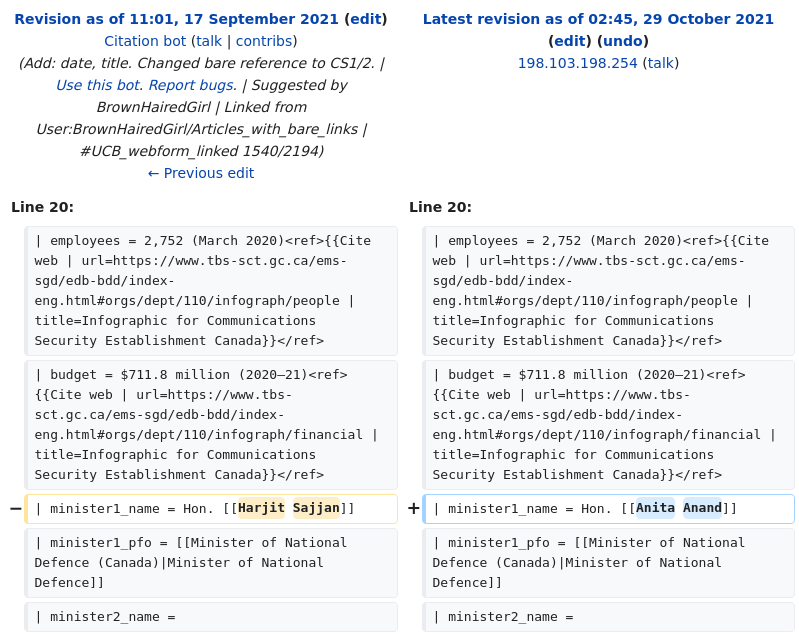 Revision as of 11:01, 17 September 2021 (edit)
Citation bot (talk | contribs)
(Add: date, title. Changed bare reference to CS1/2. |
Use this bot. Report bugs. | Suggested by
BrownHairedGirl | Linked from
User:BrownHairedGirl/Articles_with_bare_links |
#UCB_webform_linked 1540/2194)
← Previous edit
Latest revision as of 02:45, 29 October 2021
(edit) (undo)
198.103.198.254 (talk)
Line 20:
Line 20:
| employees = 2,752 (March 2020)<ref>{{Cite
web | url=https://www.tbs-sct.gc.ca/ems-
sgd/edb-bdd/index-
eng.html#orgs/dept/110/infograph/people |
title=Infographic for Communications
Security Establishment Canada}}</ref>
| employees = 2,752 (March 2020)<ref>{{Cite
web | url=https://www.tbs-sct.gc.ca/ems-
sgd/edb-bdd/index-
eng.html#orgs/dept/110/infograph/people |
title=Infographic for Communications
Security Establishment Canada}}</ref>
| budget = $711.8 million (2020–21)<ref>
{{Cite web | url=https://www.tbs-
sct.gc.ca/ems-sgd/edb-bdd/index-
eng.html#orgs/dept/110/infograph/financial |
title=Infographic for Communications
Security Establishment Canada}}</ref>
| budget = $711.8 million (2020–21)<ref>
{{Cite web | url=https://www.tbs-
sct.gc.ca/ems-sgd/edb-bdd/index-
eng.html#orgs/dept/110/infograph/financial |
title=Infographic for Communications
Security Establishment Canada}}</ref>
− | minister1_name = Hon. [[Harjit Sajjan]]
+ | minister1_name = Hon. [[Anita Anand]]
| minister1_pfo = [[Minister of National
Defence (Canada)|Minister of National
Defence]]
| minister1_pfo = [[Minister of National
Defence (Canada)|Minister of National
Defence]]
| minister2_name =
| minister2_name =